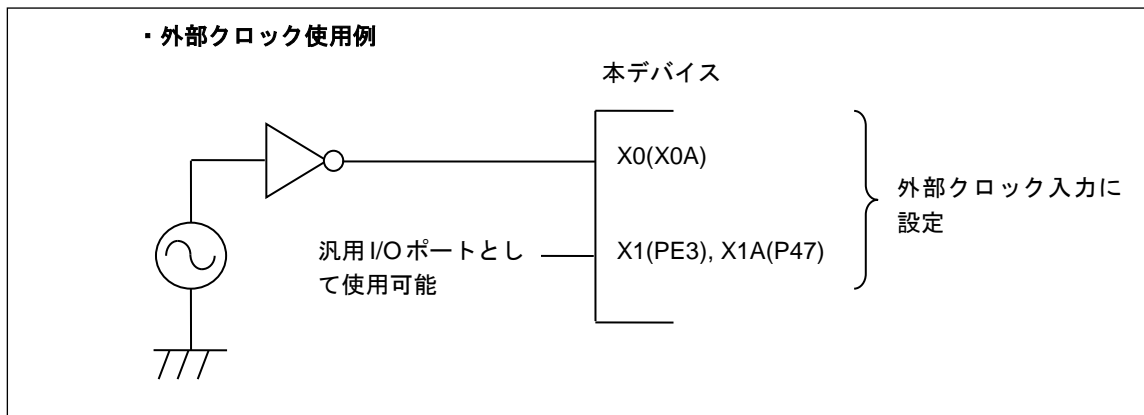 ・外部クロック使用例
本デバイス
X0(X0A)
外部クロック入力に
設定
汎用 I/O ポートとし
て使用可能
X1(PE3), X1A(P47)